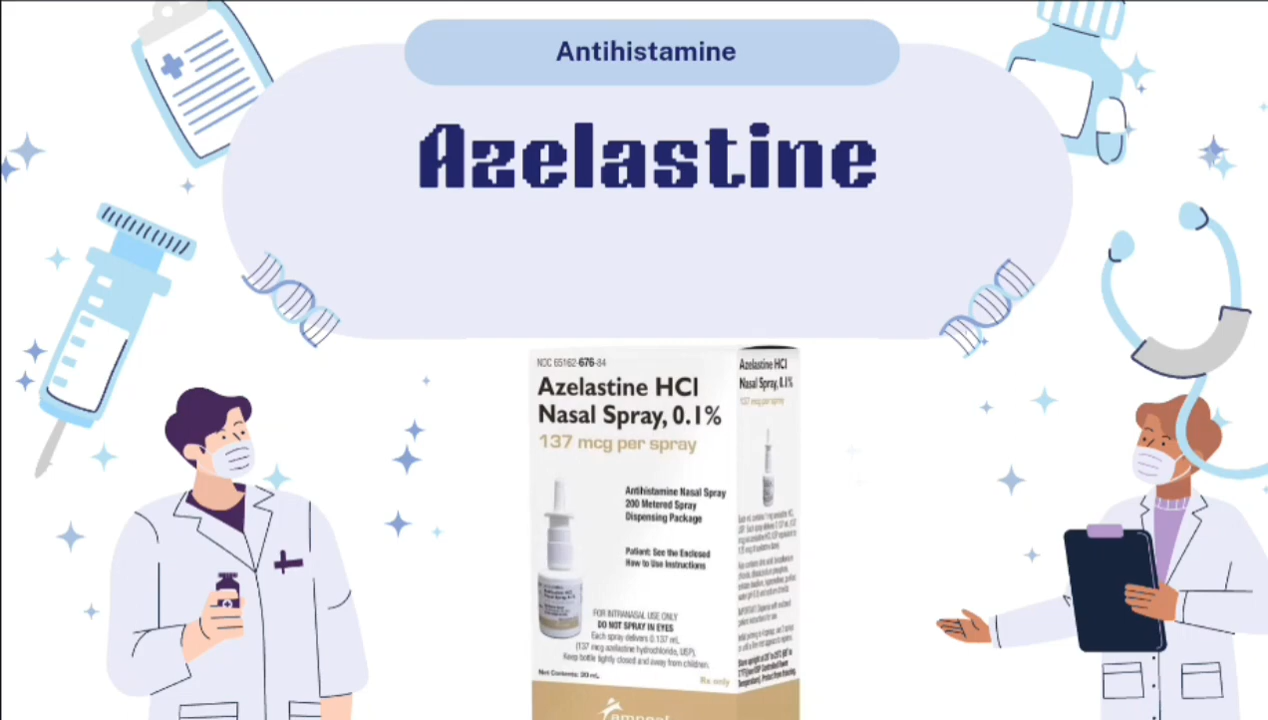 Antihistamine
Azelastine
NDC 65162-676-84
Azelastine HCl
Nasal Spray, 0.1%
137 mcg per spray
Antihistamine Nasal Spray
200 Metered Spray
Dispensing Package
Patient: See the Enclosed
How to Use Instructions
FOR INTRANASAL USE ONLY
DO NOT SPRAY IN EYES
Each spray delivers 0.137 mL
(137 mcg azelastine hydrochloride, USP).
Keep bottle tightly closed and away from children.
Net Contents: 30 mL
Rx only
amneal
Azelastine HCl
Nasal Spray, 0.1%
137 mcg per spray